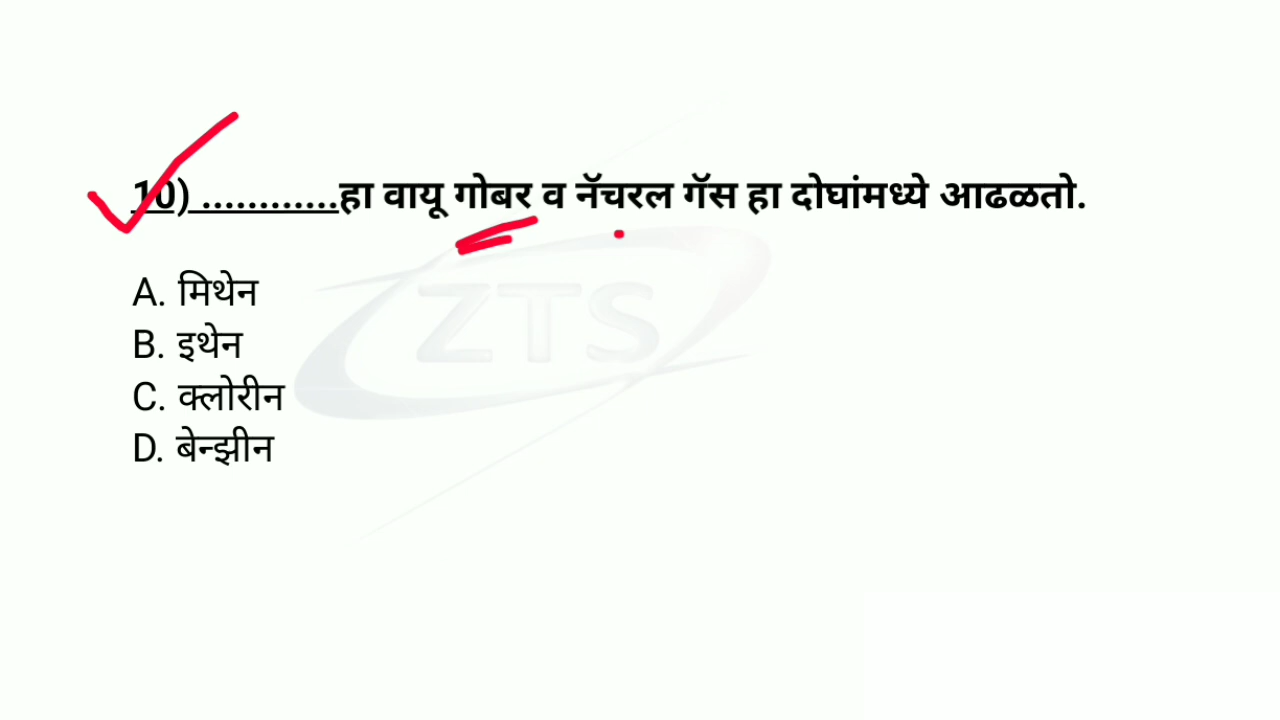 10) ............हा वायू गोबर व नॅचरल गॅस हा दोघांमध्ये आढळतो.
A. मिथेन
B. इथेन
C. क्लोरीन
D. बेन्झीन
ZTS